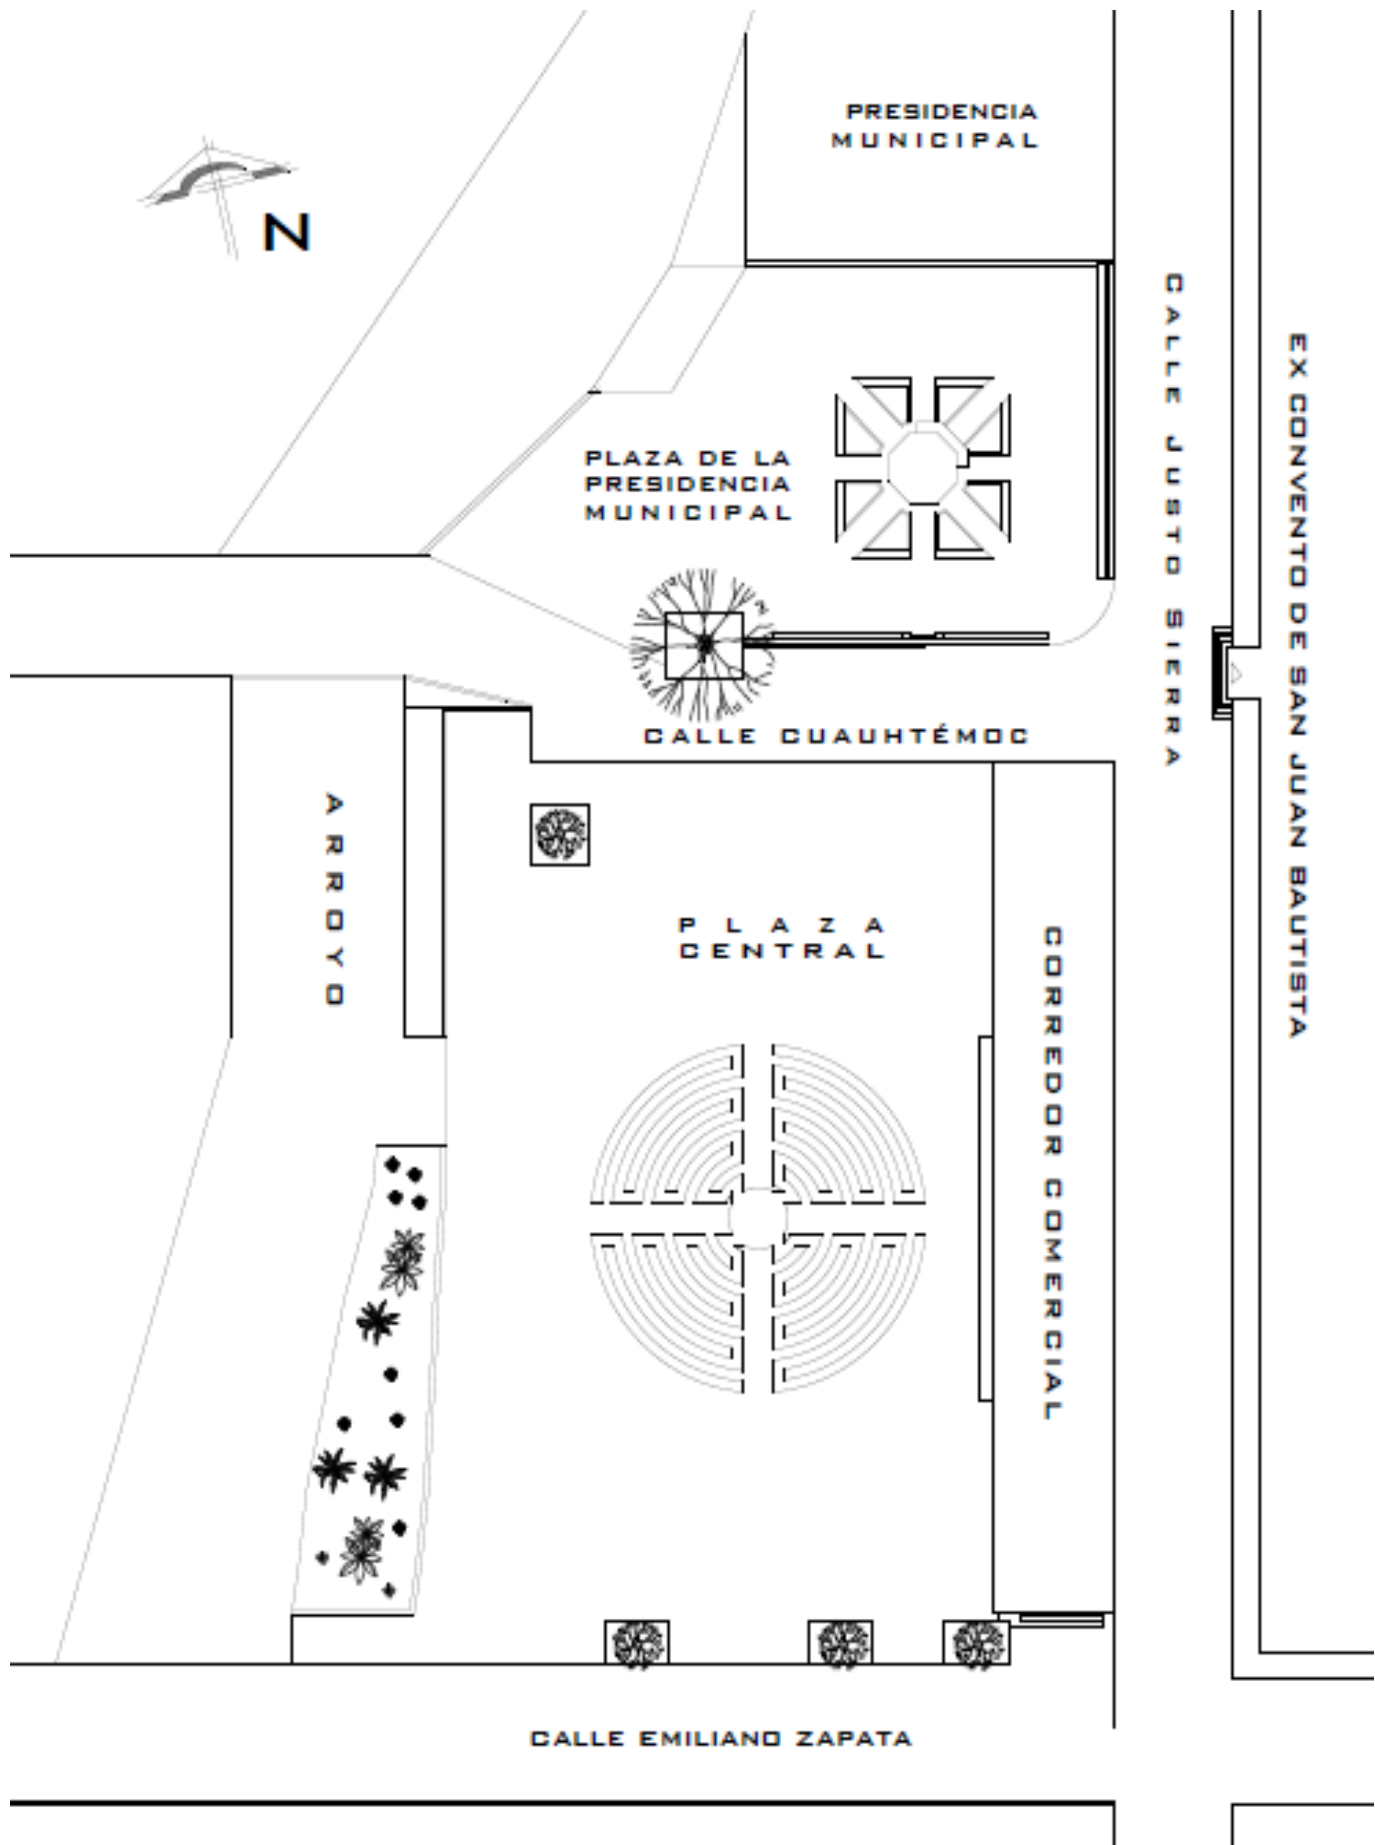 PRESIDENCIA
MUNICIPAL
N
CALLE JUSTO SIERRA
EX CONVENTO DE SAN JUAN BAUTISTA
PLAZA DE LA
PRESIDENCIA
MUNICIPAL
CALLE CUAUHTÉMOC
ARROYO
PLAZA
CENTRAL
CORREDOR COMERCIAL
CALLE EMILIANO ZAPATA